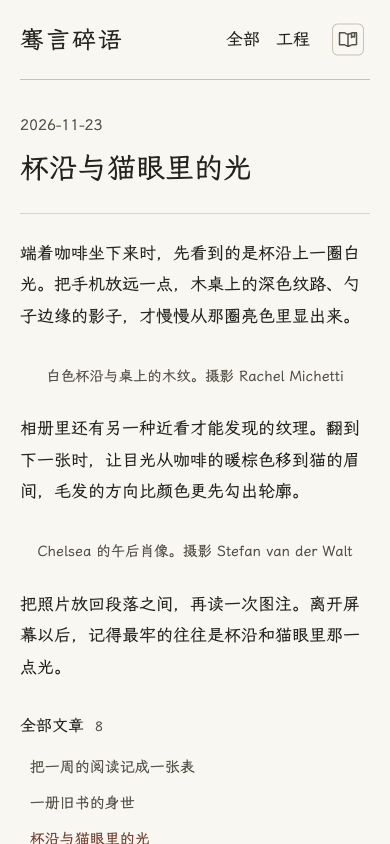 骞言碎语
全部 工程
2026-11-23
杯沿与猫眼里的光
端着咖啡坐下来时，先看到的是杯沿上一圈白
光。把手机放远一点，木桌上的深色纹路、勺
子边缘的影子，才慢慢从那圈亮色里显出来。
白色杯沿与桌上的木纹。摄影 Rachel Michetti
相册里还有另一种近看才能发现的纹理。翻到
下一张时，让目光从咖啡的暖棕色移到猫的眉
间，毛发的方向比颜色更先勾出轮廓。
Chelsea 的午后肖像。摄影 Stefan van der Walt
把照片放回段落之间，再读一次图注。离开屏
幕以后，记得最牢的往往是杯沿和猫眼里那一
点光。
全部文章 8
把一周的阅读记成一张表
一册旧书的身世
杯沿与猫眼里的光